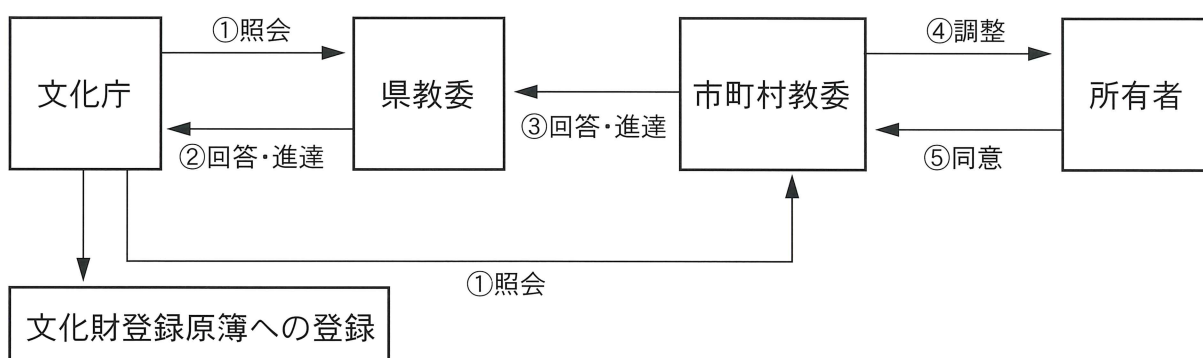 ①照会
④調整
文化庁
県教委
市町村教委
所有者
②回答・進達
③回答・進達
⑤同意
①照会
文化財登録原簿への登録